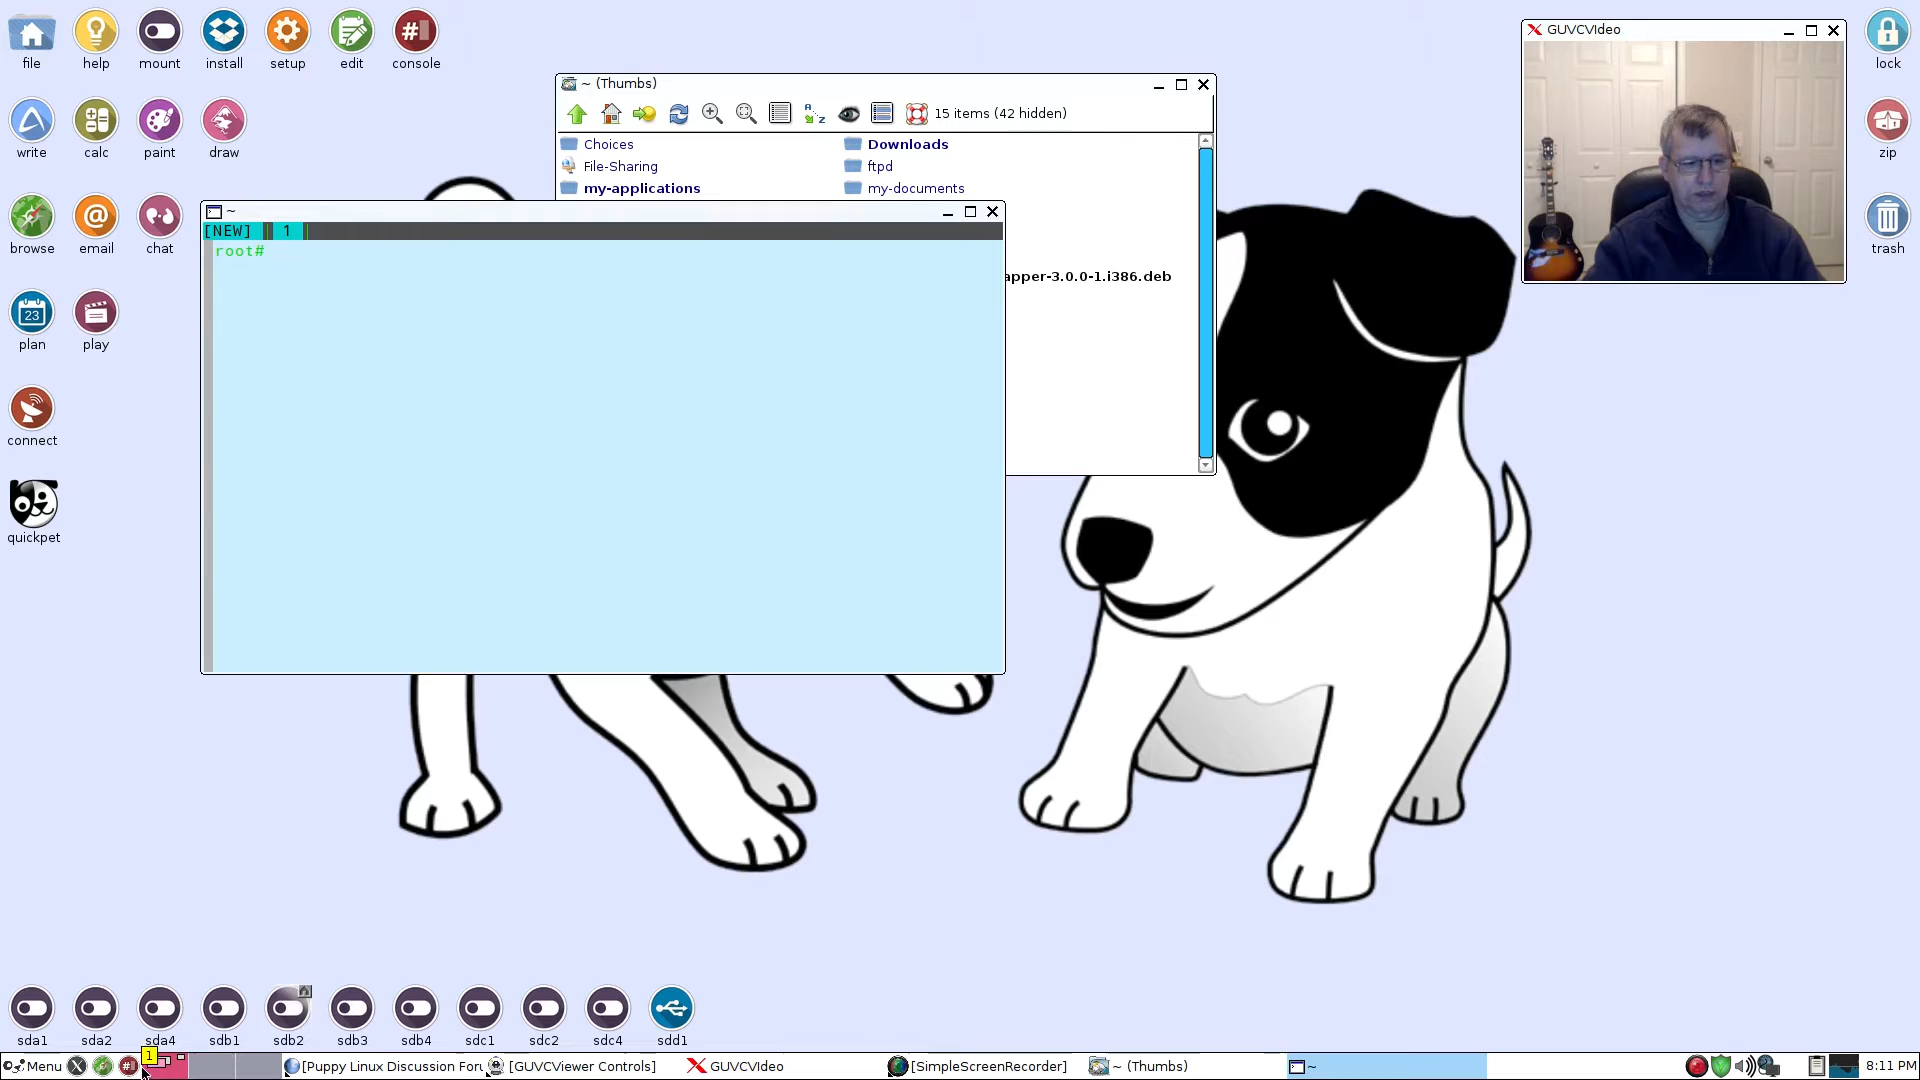 file
help
mount
install
setup
edit
console
write
calc
paint
draw
browse
email
chat
plan
23
play
connect
quickpet
~ (Thumbs)
15 items (42 hidden)
Choices
Downloads
File-Sharing
ftpd
my-applications
my-documents
apper-3.0.0-1.i386.deb
~
[NEW] 1
root#
GUVCVIdeo
lock
zip
trash
sda1
sda2
sda4
sdb1
sdb2
sdb3
sdb4
sdc1
sdc2
sdc4
sdd1
1
Menu
[Puppy Linux Discussion Foru
[GUVCViewer Controls]
GUVCVIdeo
[SimpleScreenRecorder]
~ (Thumbs)
~
8:11 PM